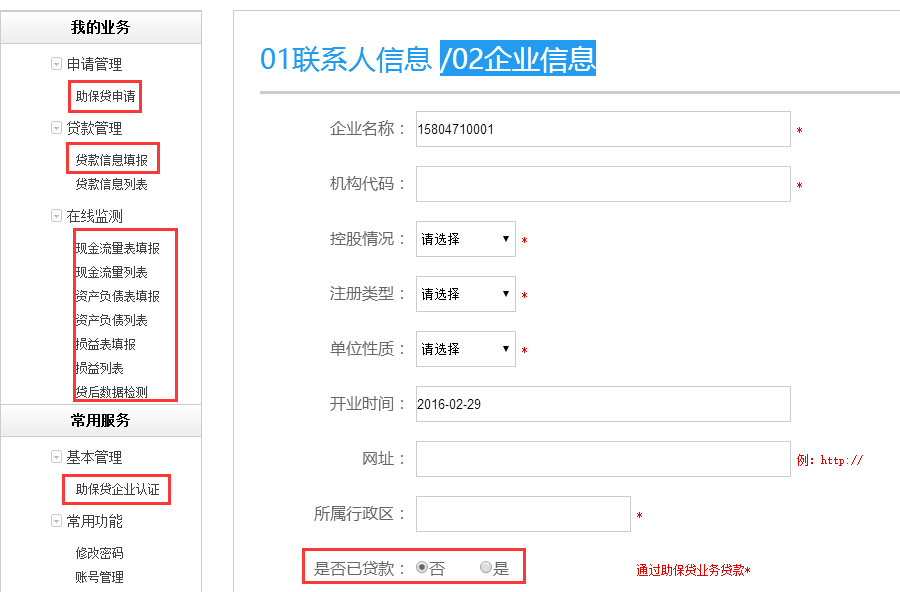 我的业务
申请管理
助保贷申请
贷款管理
贷款信息填报
贷款信息列表
在线监测
现金流量表填报
现金流量列表
资产负债表填报
资产负债列表
损益表填报
损益列表
贷后数据检测
常用服务
基本管理
助保贷企业认证
常用功能
修改密码
账号管理
01联系人信息 /02企业信息
企业名称： 15804710001 *
机构代码： *
控股情况： 请选择 *
注册类型： 请选择 *
单位性质： 请选择 *
开业时间： 2016-02-29
网址： 例：http://
所属行政区： *
是否已贷款： 否 是 通过助保贷业务贷款*